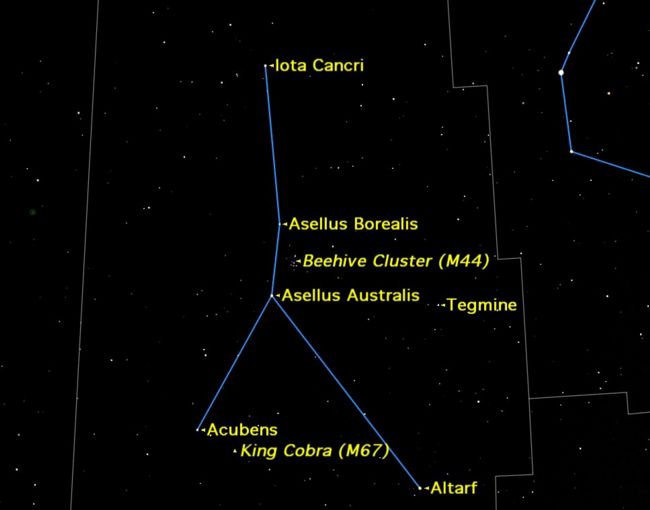 Iota Cancri
Asellus Borealis
Beehive Cluster (M44)
Asellus Australis
Tegmine
Acubens
King Cobra (M67)
Altarf